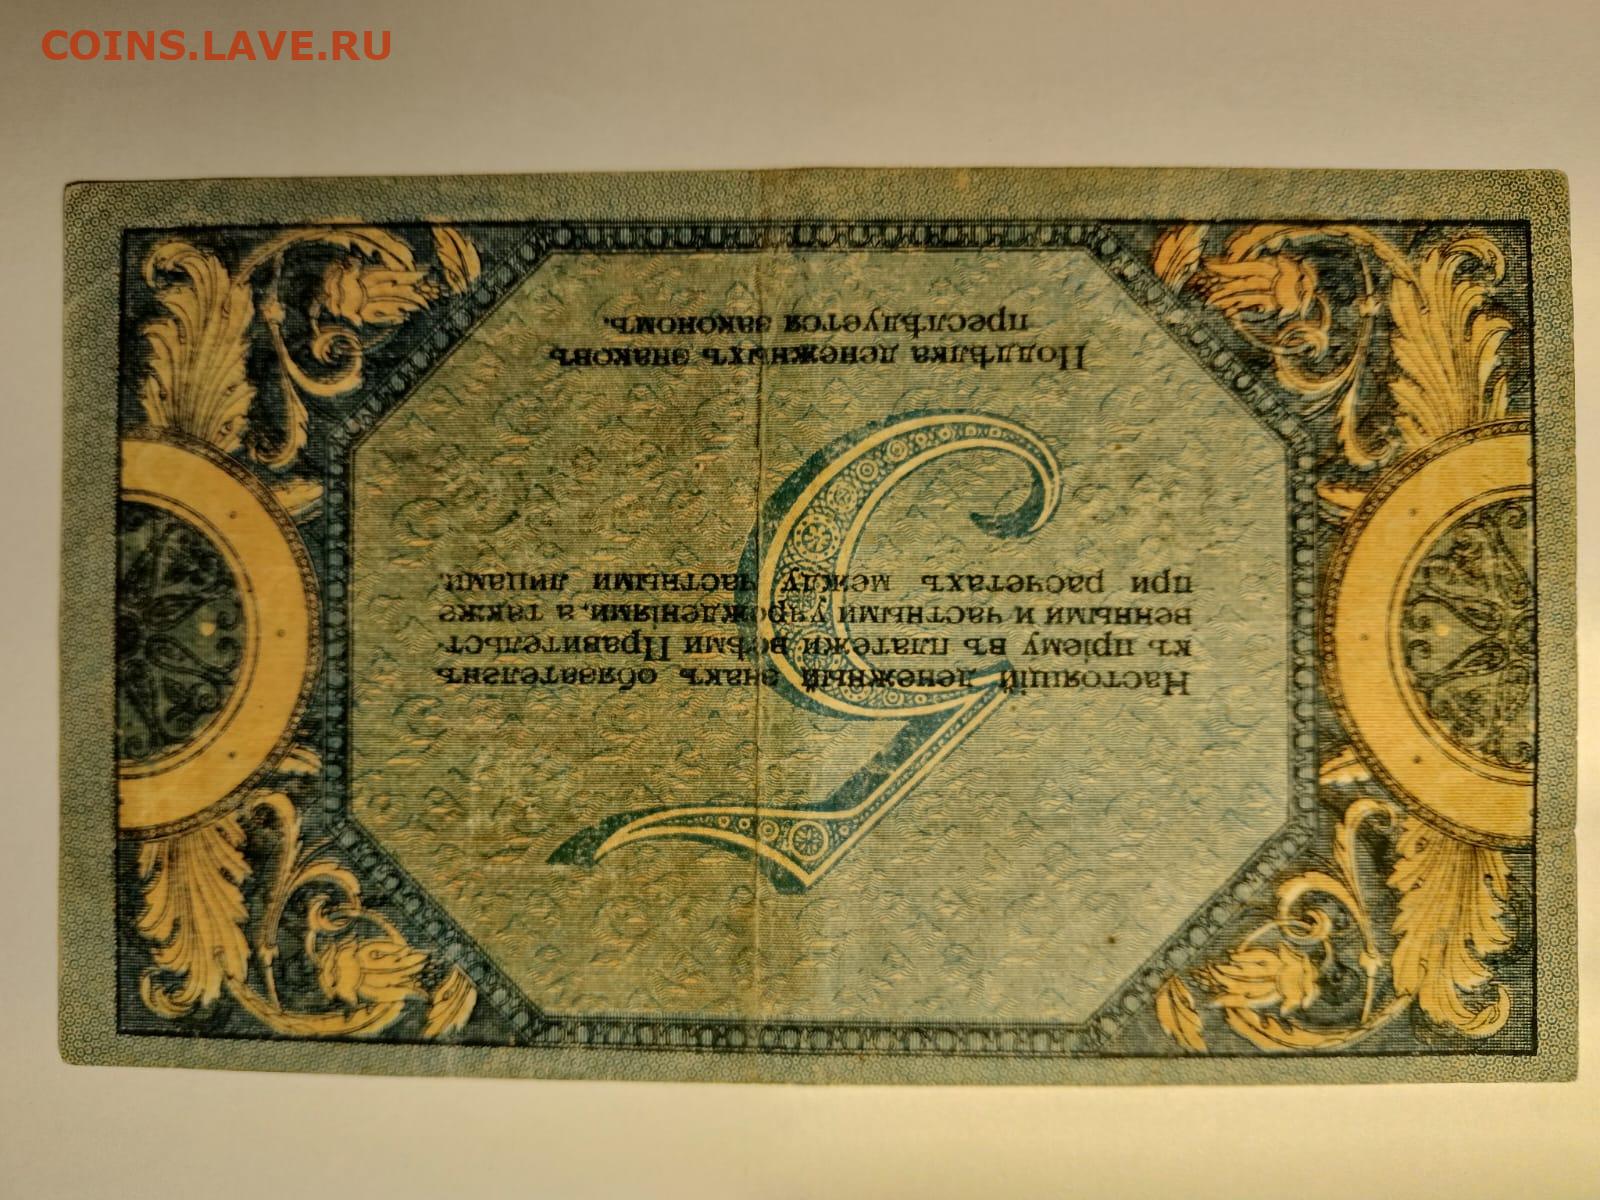 COINS.LAVE.RU
Настоящій денежный знакъ обязателенъ
къ пріему въ платежи всѣми Правительст-
венными и частными учрежденіями, а также
при расчетахъ между частными лицами.
5
Поддѣлка денежныхъ знаковъ
преслѣдуется закономъ.